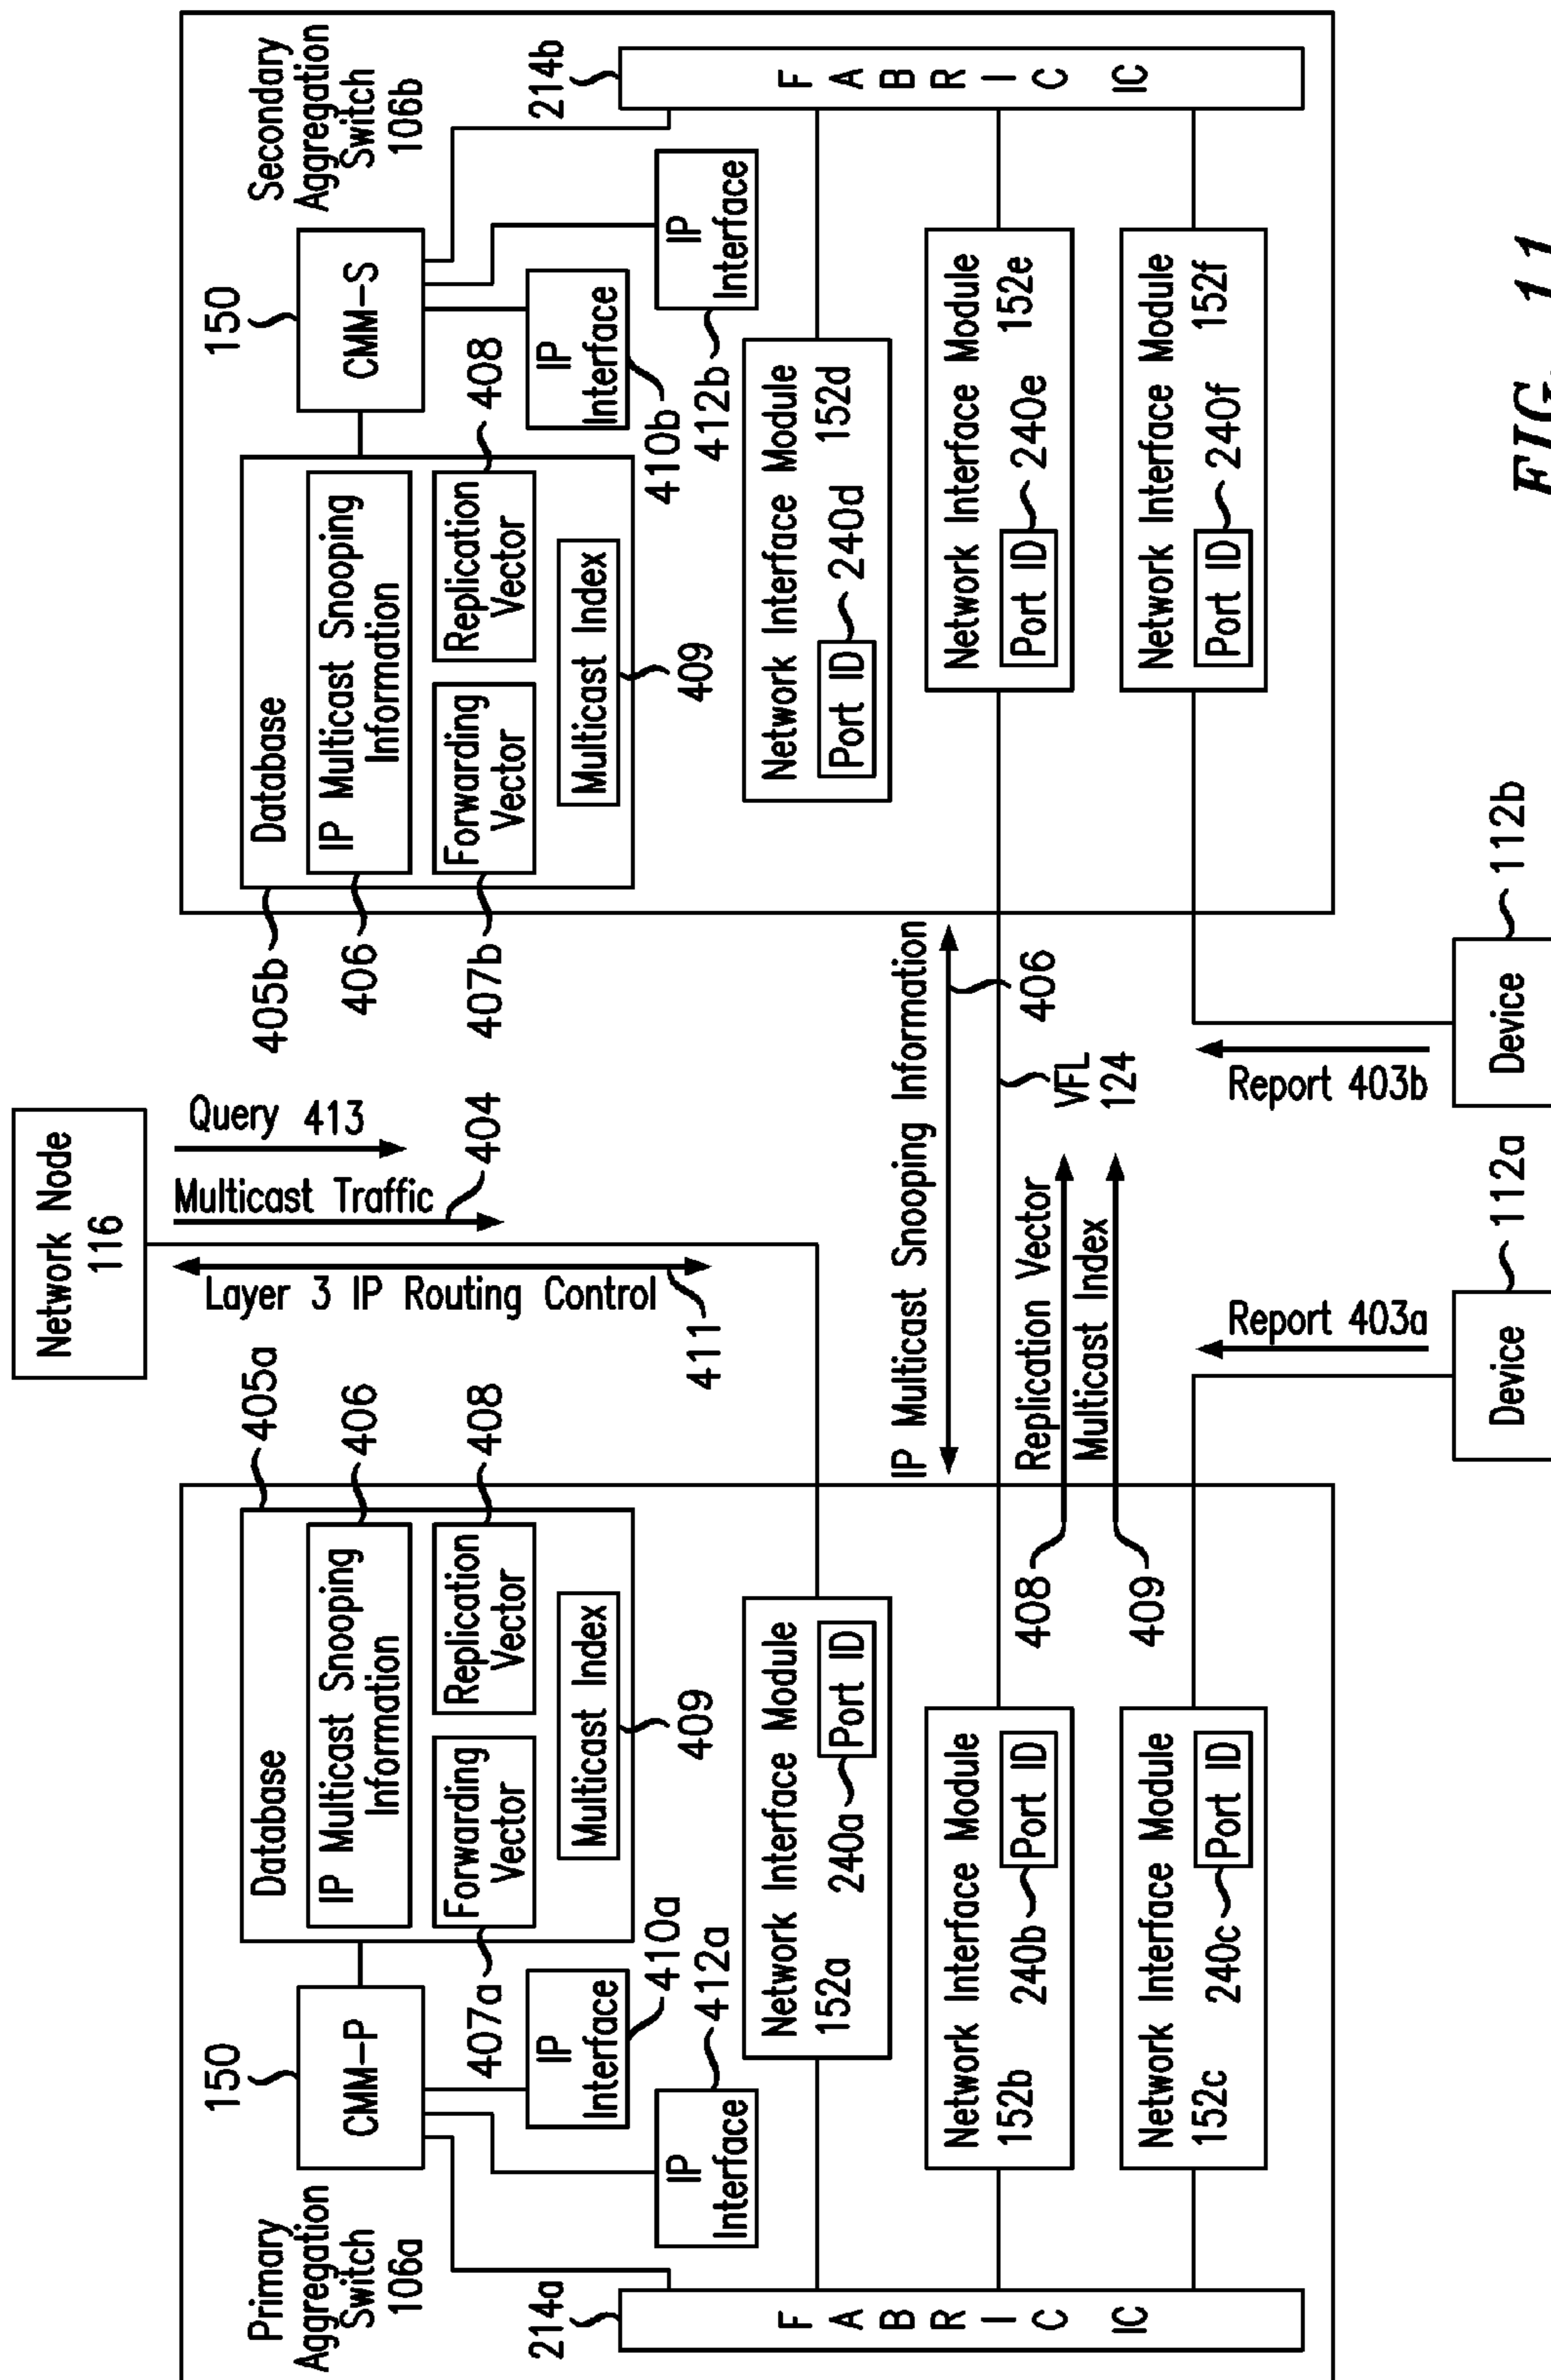 Network Node
116
Query 413
Multicast Traffic
404
Layer 3 IP Routing Control
411
Primary
Aggregation
Switch
106a
150
CMM-P
Database
405a
IP Multicast Snooping
Information
406
Forwarding
Vector
407a
Replication
Vector
408
Multicast Index
409
IP
Interface
410a
IP
Interface
412a
214a
FABRIC IC
Network Interface Module
152a
240a
Port ID
Network Interface Module
152b
240b
Port ID
Network Interface Module
152c
240c
Port ID
IP Multicast Snooping Information
406
VFL
124
Replication Vector
408
Multicast Index
409
Report 403a
Device
112a
Report 403b
Device
112b
Secondary
Aggregation
Switch
106b
150
CMM-S
Database
405b
IP Multicast Snooping
Information
406
Forwarding
Vector
407b
Replication
Vector
408
Multicast Index
409
IP
Interface
410b
IP
Interface
412b
214b
FABRIC IC
Network Interface Module
Port ID
240d
152d
Network Interface Module
Port ID
240e
152e
Network Interface Module
Port ID
240f
152f
FIG. 11